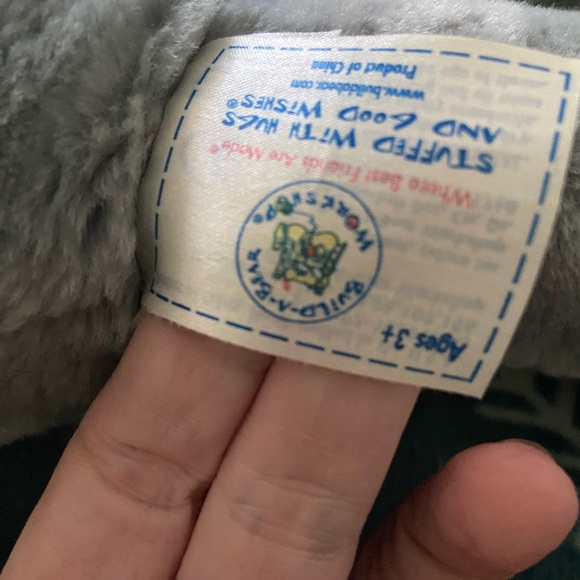 Ages 3+
BUILD-A-BEAR
WORKSHOP®
Where Best Friends Are Made®
STUFFED WITH HUGS
AND GOOD WISHES®
www.buildabear.com
Product of China